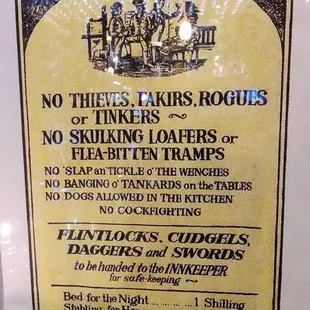 NO THIEVES, FAKIRS, ROGUES
or TINKERS
NO SKULKING LOAFERS or
FLEA-BITTEN TRAMPS
NO 'SLAP an' TICKLE o' THE WENCHES
NO BANGING o' TANKARDS on the TABLES
NO DOGS ALLOWED IN THE KITCHEN
NO COCKFIGHTING
FLINTLOCKS, CUDGELS,
DAGGERS and SWORDS
to be handed to the INNKEEPER
for safe-keeping
Bed for the Night ... ... ... 1 Shilling
Stabling for